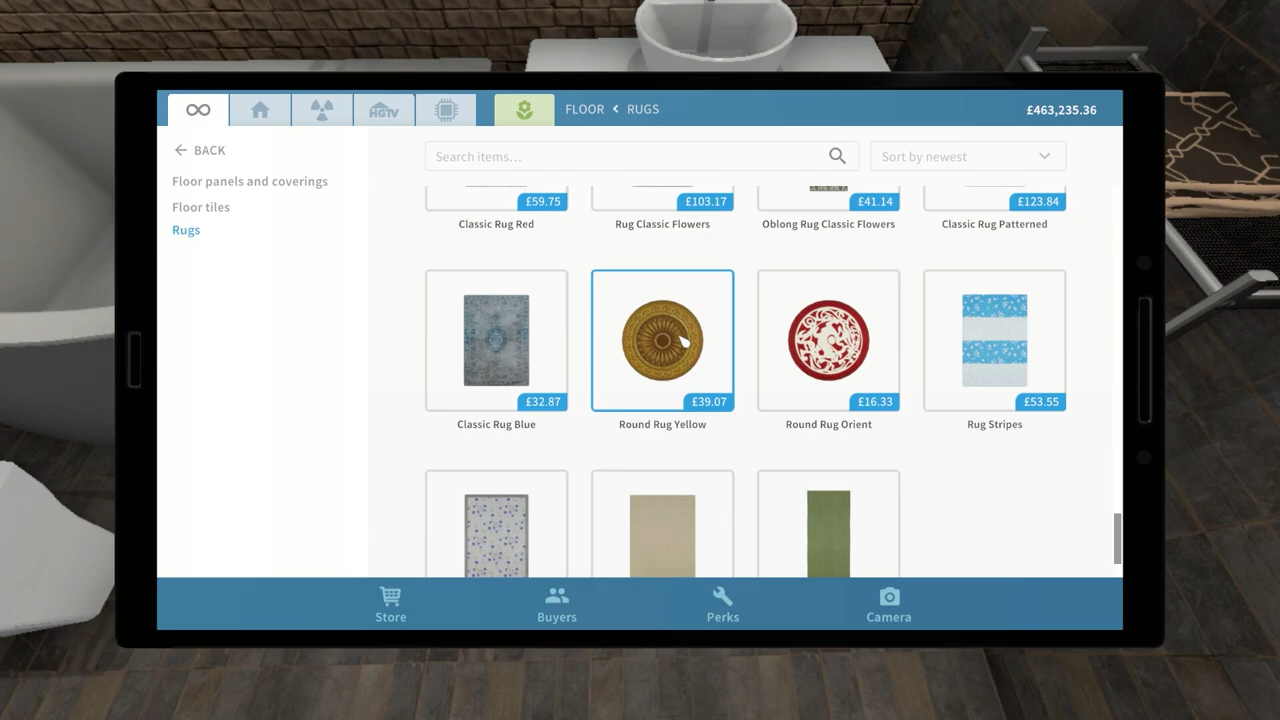 HGTV
FLOOR < RUGS
£463,235.36
BACK
Floor panels and coverings
Floor tiles
Rugs
Search items...
Sort by newest
£59.75
£103.17
£41.14
£123.84
Classic Rug Red
Rug Classic Flowers
Oblong Rug Classic Flowers
Classic Rug Patterned
£32.87
£39.07
£16.33
£53.55
Classic Rug Blue
Round Rug Yellow
Round Rug Orient
Rug Stripes
Store
Buyers
Perks
Camera